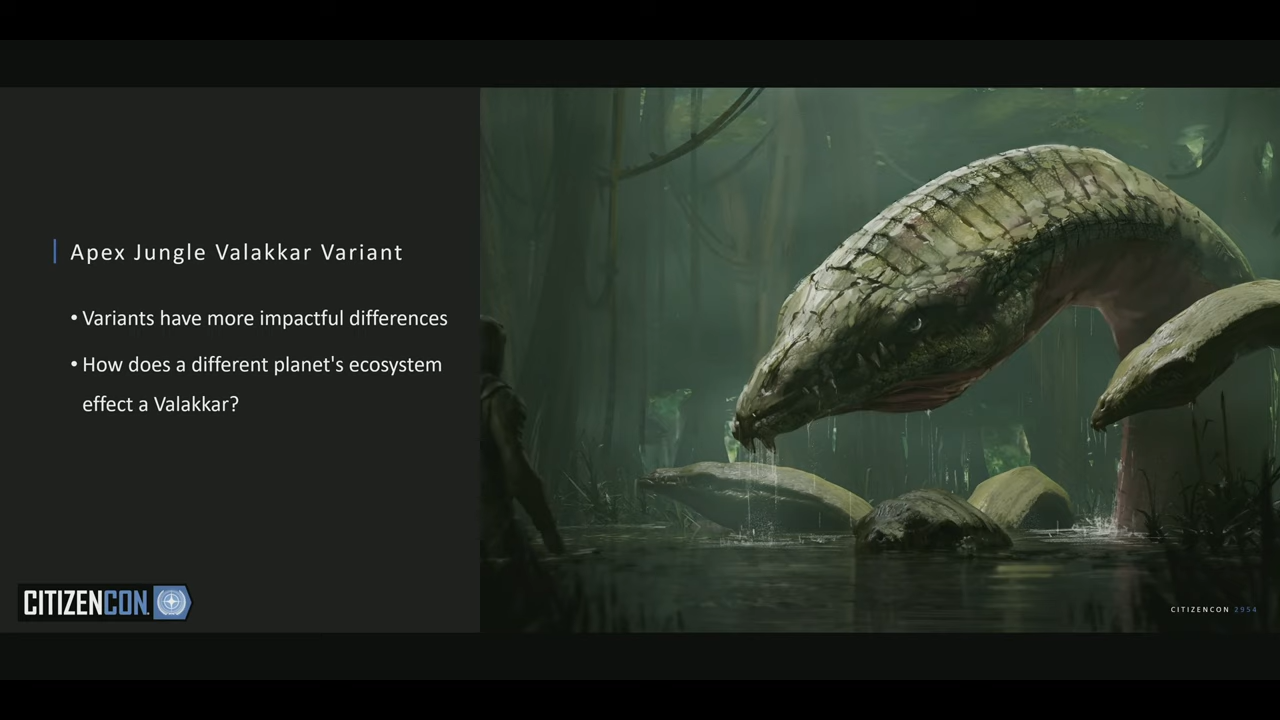 Apex Jungle Valakkar Variant
• Variants have more impactful differences
• How does a different planet's ecosystem
effect a Valakkar?
CITIZENCON
CITIZENCON 2954